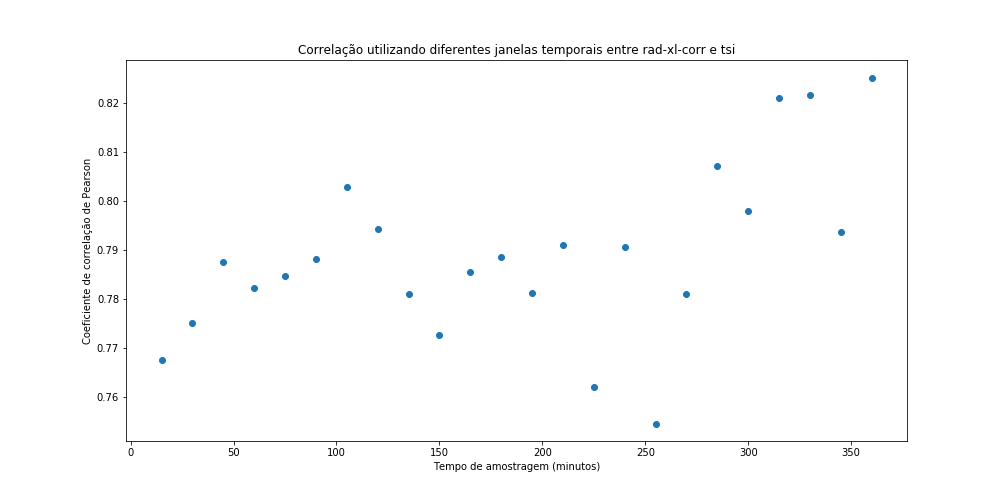 Correlação utilizando diferentes janelas temporais entre rad-xl-corr e tsi
Coeficiente de correlação de Pearson
0.82
0.81
0.80
0.79
0.78
0.77
0.76
0 50 100 150 200 250 300 350
Tempo de amostragem (minutos)